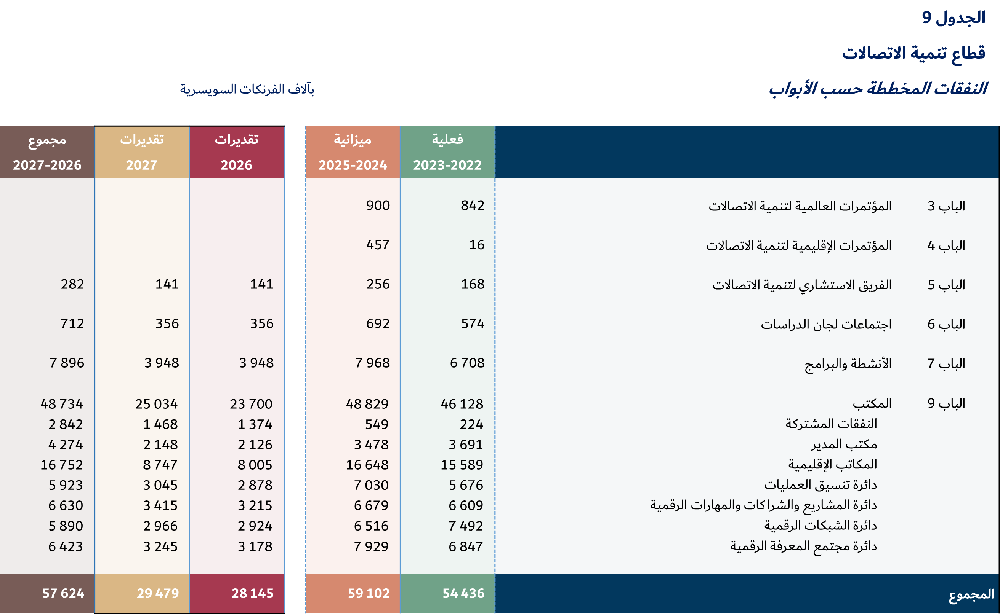 الجدول 9
قطاع تنمية الاتصالات
النفقات المخططة حسب الأبواب
بآلاف الفرنكات السويسرية
فعلية ميزانية تقديرات تقديرات مجموع
2023-2022 2025-2024 2026 2027 2027-2026
الباب 3 المؤتمرات العالمية لتنمية الاتصالات 842 900
الباب 4 المؤتمرات الإقليمية لتنمية الاتصالات 16 457
الباب 5 الفريق الاستشاري لتنمية الاتصالات 168 256 141 141 282
الباب 6 اجتماعات لجان الدراسات 574 692 356 356 712
الباب 7 الأنشطة والبرامج 6 708 7 968 3 948 3 948 7 896
الباب 9 المكتب 46 128 48 829 23 700 25 034 48 734
النفقات المشتركة 224 549 1 374 1 468 2 842
مكتب المدير 3 691 3 478 2 126 2 148 4 274
المكاتب الإقليمية 15 589 16 648 8 005 8 747 16 752
دائرة تنسيق العمليات 5 676 7 030 2 878 3 045 5 923
دائرة المشاريع والشراكات والمهارات الرقمية 6 609 6 679 3 215 3 415 6 630
دائرة الشبكات الرقمية 7 492 6 516 2 924 2 966 5 890
دائرة مجتمع المعرفة الرقمية 6 847 7 929 3 178 3 245 6 423
المجموع 54 436 59 102 28 145 29 479 57 624